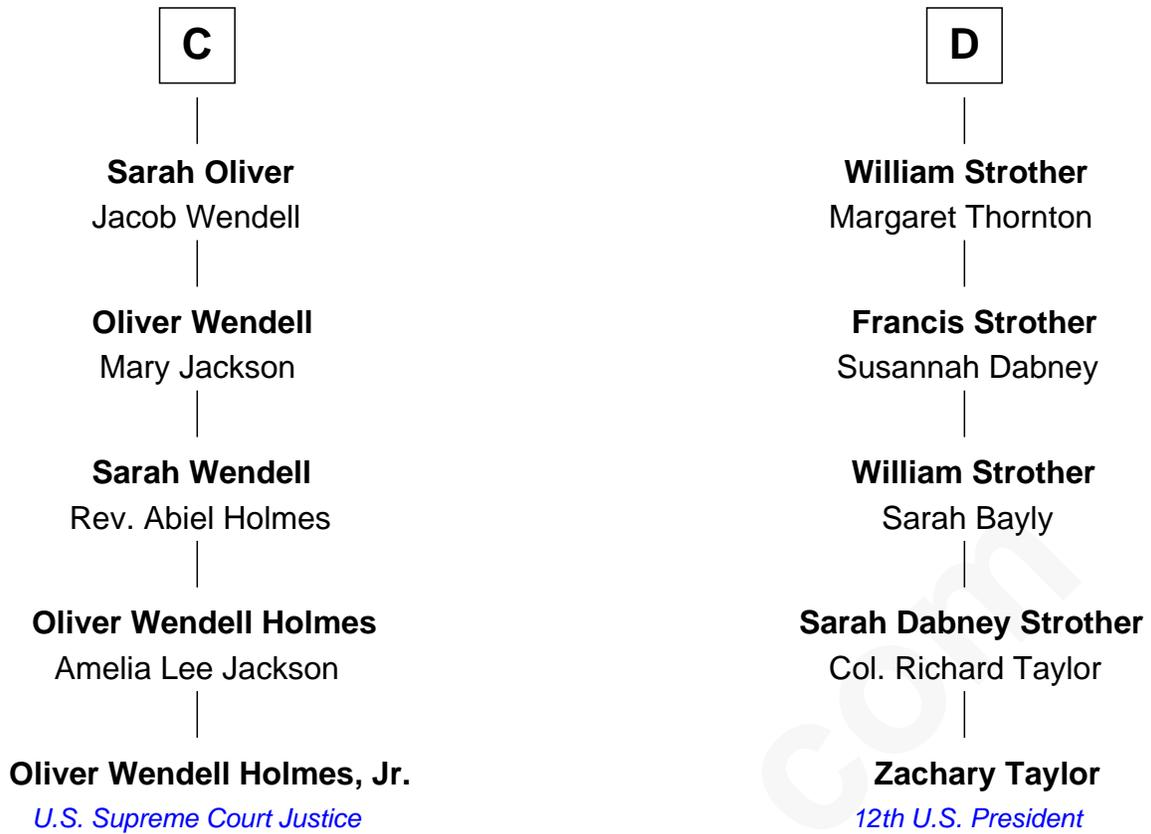 C
Sarah Oliver
Jacob Wendell
Oliver Wendell
Mary Jackson
Sarah Wendell
Rev. Abiel Holmes
Oliver Wendell Holmes
Amelia Lee Jackson
Oliver Wendell Holmes, Jr.
U.S. Supreme Court Justice
D
William Strother
Margaret Thornton
Francis Strother
Susannah Dabney
William Strother
Sarah Bayly
Sarah Dabney Strother
Col. Richard Taylor
Zachary Taylor
12th U.S. President
com